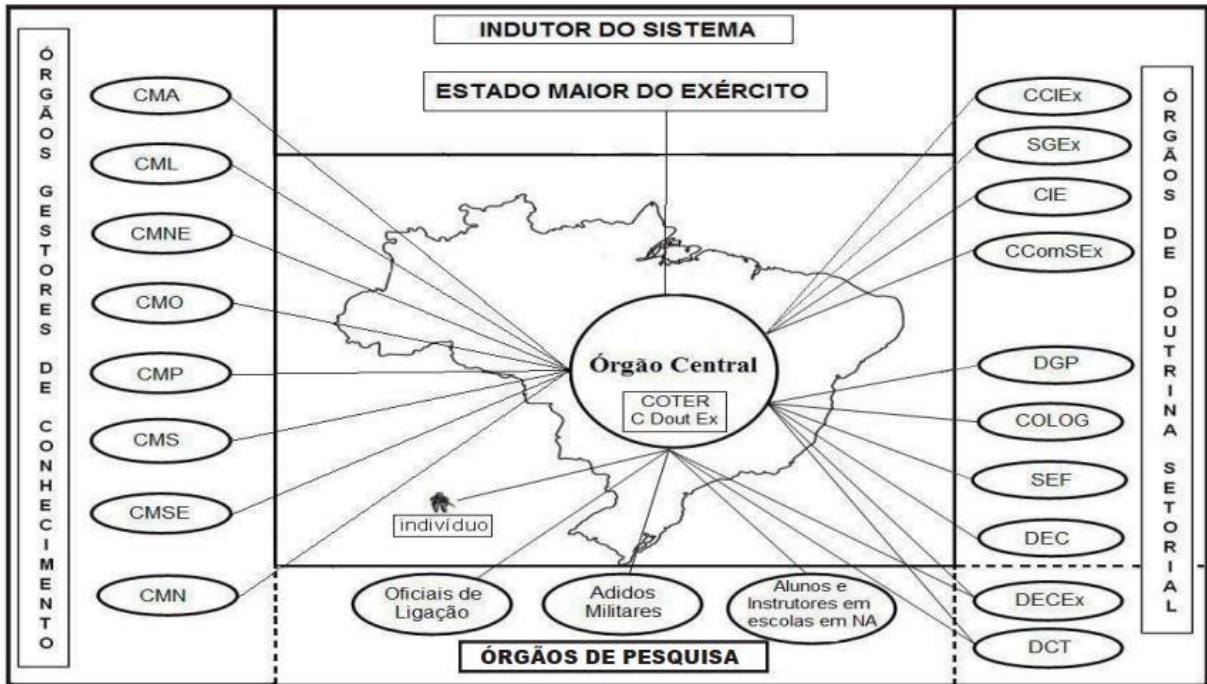 ÓRGÃOS GESTORES DE CONHECIMENTO
CMA
CML
CMNE
CMO
CMP
CMS
CMSE
CMN
INDUTOR DO SISTEMA
ESTADO MAIOR DO EXÉRCITO
Órgão Central
COTER
C Dout Ex
indivíduo
Oficiais de
Ligação
Adidos
Militares
Alunos e
Instrutores em
escolas em NA
ÓRGÃOS DE PESQUISA
CCIEx
SGEx
CIE
CComSEx
DGP
COLOG
SEF
DEC
DECEx
DCT
ÓRGÃOS DE DOUTRINA SETORIAL